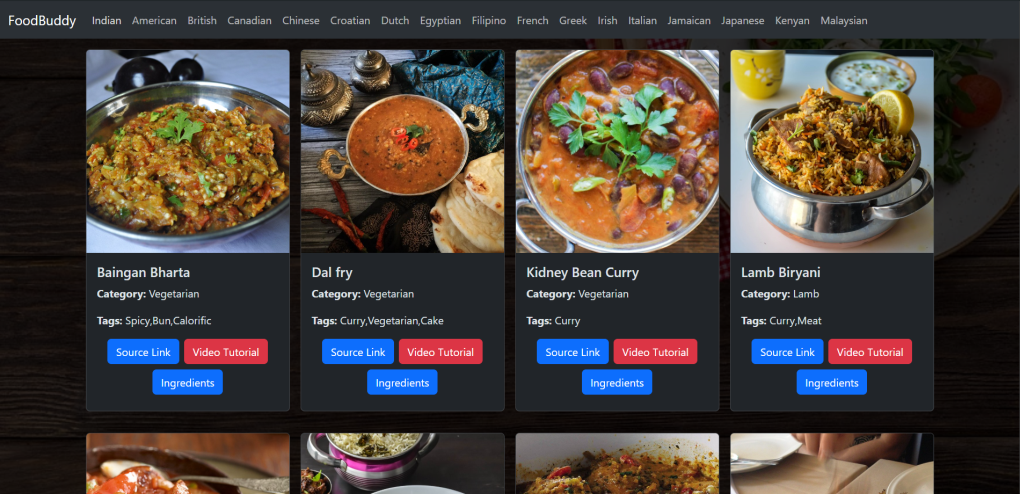 FoodBuddy Indian American British Canadian Chinese Croatian Dutch Egyptian Filipino French Greek Irish Italian Jamaican Japanese Kenyan Malaysian
Baingan Bharta
Category: Vegetarian
Tags: Spicy,Bun,Calorific
Source Link Video Tutorial
Ingredients
Dal fry
Category: Vegetarian
Tags: Curry,Vegetarian,Cake
Source Link Video Tutorial
Ingredients
Kidney Bean Curry
Category: Vegetarian
Tags: Curry
Source Link Video Tutorial
Ingredients
Lamb Biryani
Category: Lamb
Tags: Curry,Meat
Source Link Video Tutorial
Ingredients